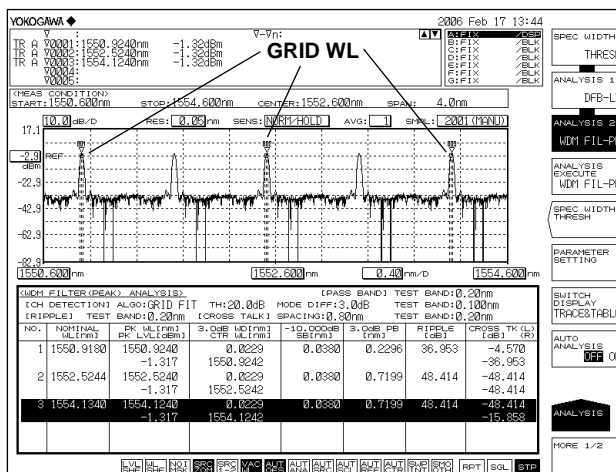 YOKOGAWA ◆ 2006 Feb 17 13:44
∇ : ∇-∇n:
TR A ∇0001:1550.9240nm -1.32dBm
TR A ∇0002:1552.5240nm -1.32dBm
TR A ∇0003:1554.1240nm -1.32dBm
∇0004:
∇0005:
GRID WL
A:FIX /DSP
B:FIX /BLK
C:FIX /BLK
D:FIX /BLK
E:FIX /BLK
F:FIX /BLK
G:FIX /BLK
<MEAS CONDITION>
START:1550.600nm STOP:1554.600nm CENTER:1552.600nm SPAN: 4.0nm
10.0 dB/D RES: 0.05 nm SENS: NORM/HOLD AVG: 1 SMPL: 2001(MANU)
17.1
-2.9 REF
dBm
-22.9
-42.9
-62.9
-82.9
1550.600 nm 1552.600 nm 0.40 nm/D 1554.600 nm
<WDM FILTER(PEAK) ANALYSIS> [PASS BAND] TEST BAND:0.20nm
[CH DETECTION] ALGO:GRID FIT TH:20.0dB MODE DIFF:3.0dB TEST BAND:0.100nm
[RIPPLE] TEST BAND:0.20nm [CROSS TALK] SPACING:0.80nm TEST BAND:0.20nm
NO. NOMINAL WL[nm] PK WL[nm] PK LVL[dBm] 3.0dB WD[nm] CTR WL[nm] -10.000dB SB[nm] 3.0dB PB [nm] RIPPLE [dB] CROSS TK(L) [dB] (R)
1 1550.9180 1550.9240 0.0229 0.0380 0.2296 36.953 -4.570
-1.317 1550.9242 -36.953
2 1552.5244 1552.5240 0.0229 0.0380 0.7199 48.414 -48.414
-1.317 1552.5242 -48.414
3 1554.1340 1554.1240 0.0229 0.0380 0.7199 48.414 -48.414
-1.317 1554.1242 -15.858
SPEC WIDTH
THRES
ANALYSIS 1
DFB-L
ANALYSIS 2
WDM FIL-P
ANALYSIS
EXECUTE
WDM FIL-P
SPEC WIDTH
THRESH
PARAMETER
SETTING
SWITCH
DISPLAY
TRACE&TABL
AUTO
ANALYSIS
OFF O
ANALYSIS
MORE 1/2
RPT SGL STP